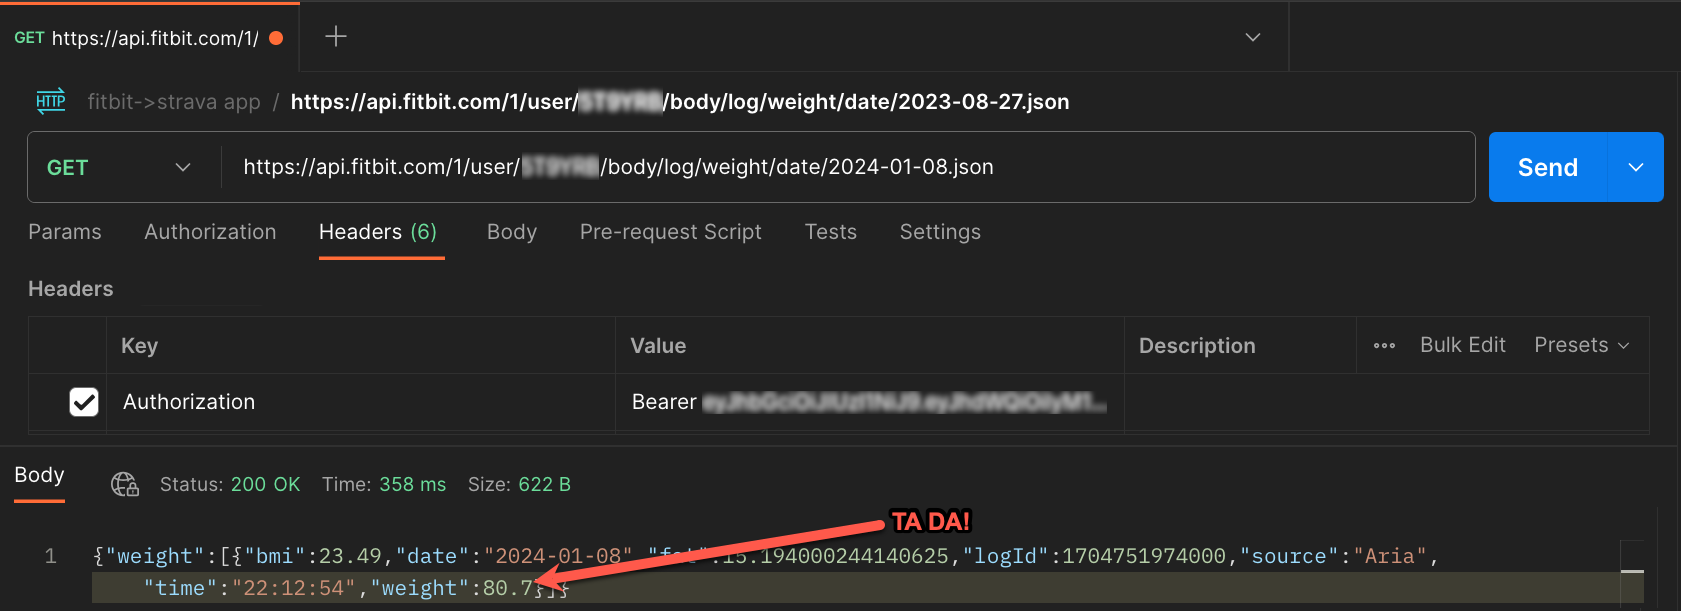 GET https://api.fitbit.com/1/
HTTP fitbit->strava app / https://api.fitbit.com/1/user/ /body/log/weight/date/2023-08-27.json
GET https://api.fitbit.com/1/user/ /body/log/weight/date/2024-01-08.json Send
Params Authorization Headers (6) Body Pre-request Script Tests Settings
Headers
Key Value Description ••• Bulk Edit Presets
Authorization Bearer
Body Status: 200 OK Time: 358 ms Size: 622 B
TA DA!
1 {"weight":[{"bmi":23.49,"date":"2024-01-08" :15.194000244140625,"logId":1704751974000,"source":"Aria",
"time":"22:12:54","weight":80.7}]}